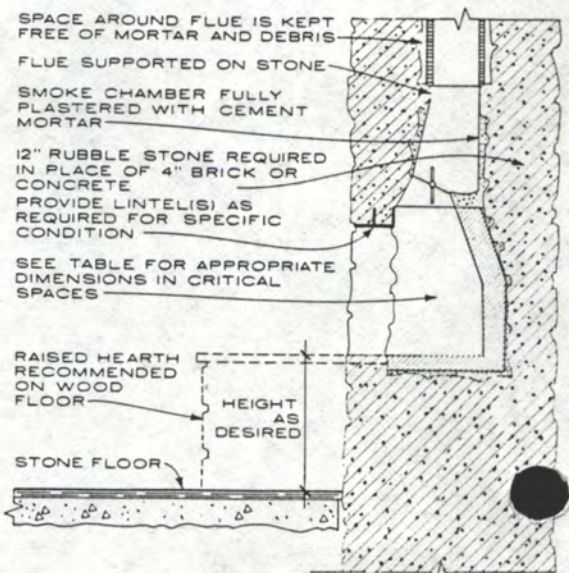 SPACE AROUND FLUE IS KEPT
FREE OF MORTAR AND DEBRIS
FLUE SUPPORTED ON STONE
SMOKE CHAMBER FULLY
PLASTERED WITH CEMENT
MORTAR
12" RUBBLE STONE REQUIRED
IN PLACE OF 4" BRICK OR
CONCRETE
PROVIDE LINTEL(S) AS
REQUIRED FOR SPECIFIC
CONDITION
SEE TABLE FOR APPROPRIATE
DIMENSIONS IN CRITICAL
SPACES
RAISED HEARTH
RECOMMENDED
ON WOOD
FLOOR
HEIGHT
AS
DESIRED
STONE FLOOR